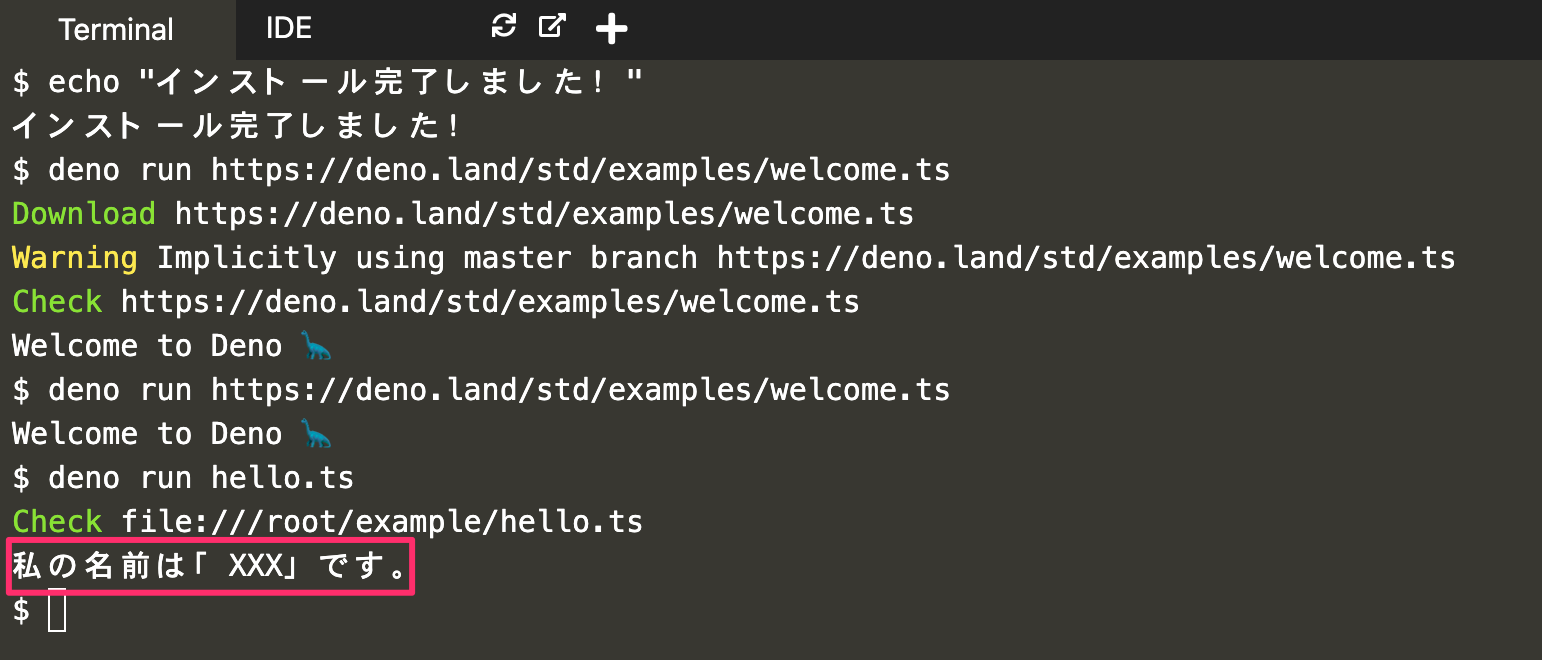 Terminal IDE
$ echo "インストール完了しました！"
インストール完了しました！
$ deno run https://deno.land/std/examples/welcome.ts
Download https://deno.land/std/examples/welcome.ts
Warning Implicitly using master branch https://deno.land/std/examples/welcome.ts
Check https://deno.land/std/examples/welcome.ts
Welcome to Deno 🦕
$ deno run https://deno.land/std/examples/welcome.ts
Welcome to Deno 🦕
$ deno run hello.ts
Check file:///root/example/hello.ts
私の名前は「XXX」です。
$